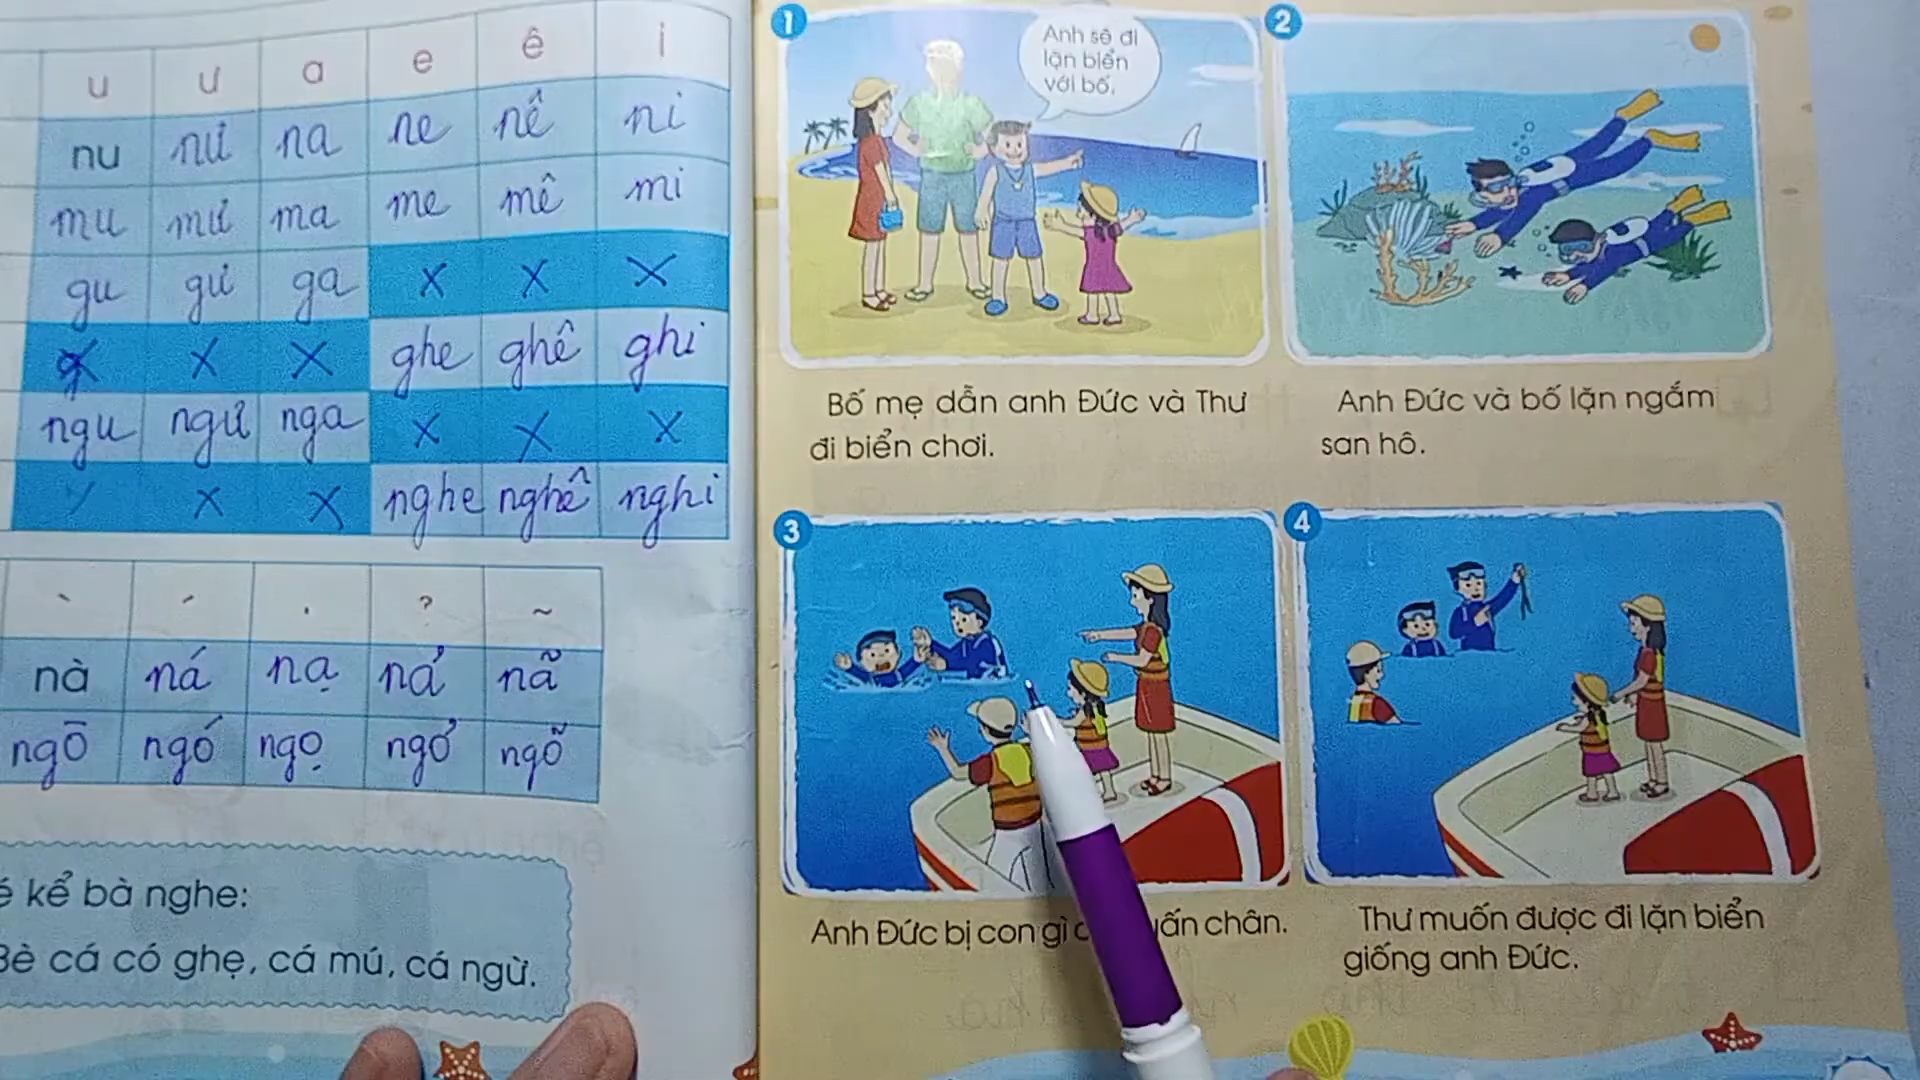 u ư a e ê i
nu nư na ne nê ni
mu mư ma me mê mi
gu gư ga x x x
x x x ghe ghê ghi
ngu ngư nga x x x
x x x nghe nghê nghi
` ´ . ? ~
nà ná nạ nả nã
ngõ ngó ngọ ngỏ ngõ
kể bà nghe:
Bè cá có ghẹ, cá mú, cá ngừ.
1
Anh sẽ đi
lặn biển
với bố.
Bố mẹ dẫn anh Đức và Thư
đi biển chơi.
2
Anh Đức và bố lặn ngắm
san hô.
3
Anh Đức bị con gì chân.
4
Thư muốn được đi lặn biển
giống anh Đức.